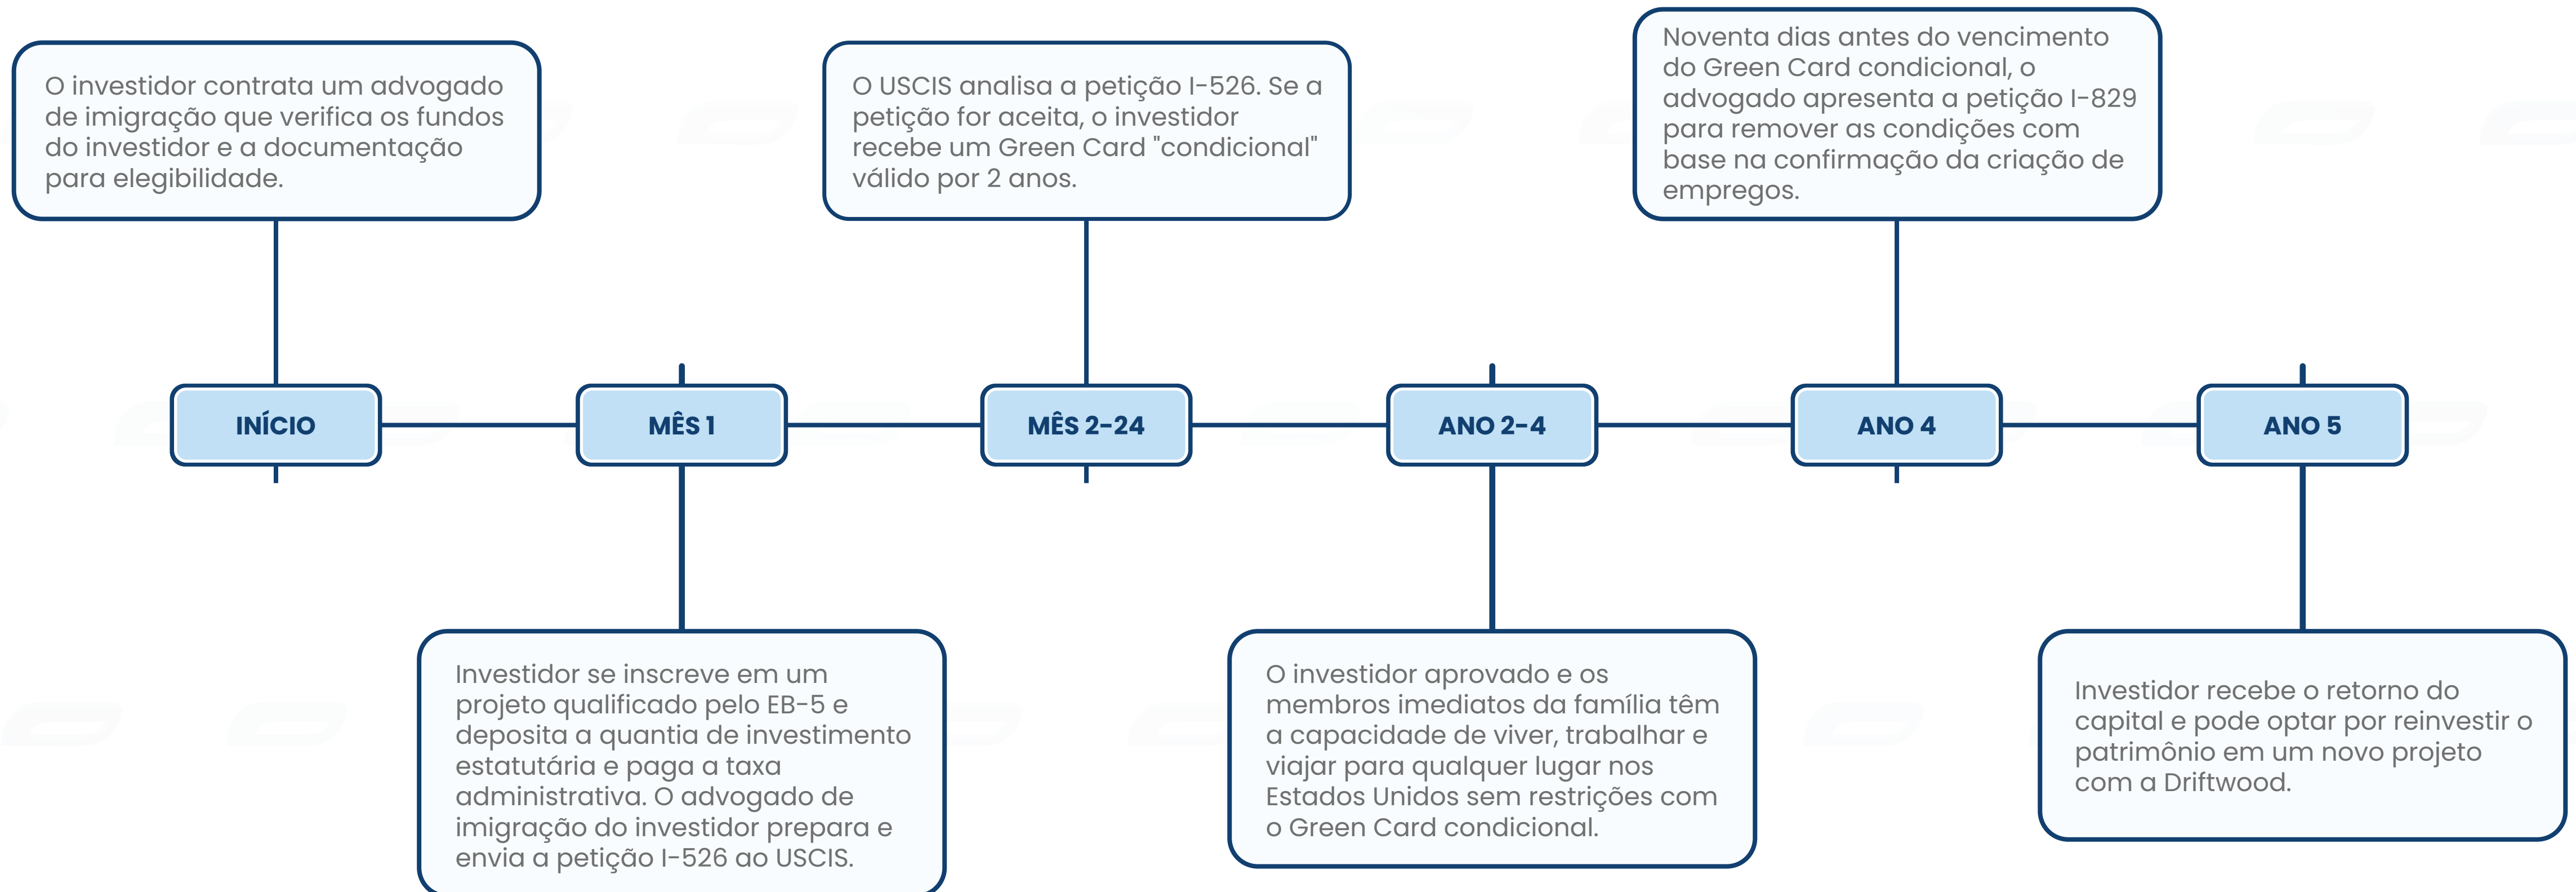 O investidor contrata um advogado
de imigração que verifica os fundos
do investidor e a documentação
para elegibilidade.
O USCIS analisa a petição I-526. Se a
petição for aceita, o investidor
recebe um Green Card "condicional"
válido por 2 anos.
Noventa dias antes do vencimento
do Green Card condicional, o
advogado apresenta a petição I-829
para remover as condições com
base na confirmação da criação de
empregos.
INÍCIO
MÊS 1
MÊS 2-24
ANO 2-4
ANO 4
ANO 5
Investidor se inscreve em um
projeto qualificado pelo EB-5 e
deposita a quantia de investimento
estatutária e paga a taxa
administrativa. O advogado de
imigração do investidor prepara e
envia a petição I-526 ao USCIS.
O investidor aprovado e os
membros imediatos da família têm
a capacidade de viver, trabalhar e
viajar para qualquer lugar nos
Estados Unidos sem restrições com
o Green Card condicional.
Investidor recebe o retorno do
capital e pode optar por reinvestir o
patrimônio em um novo projeto
com a Driftwood.